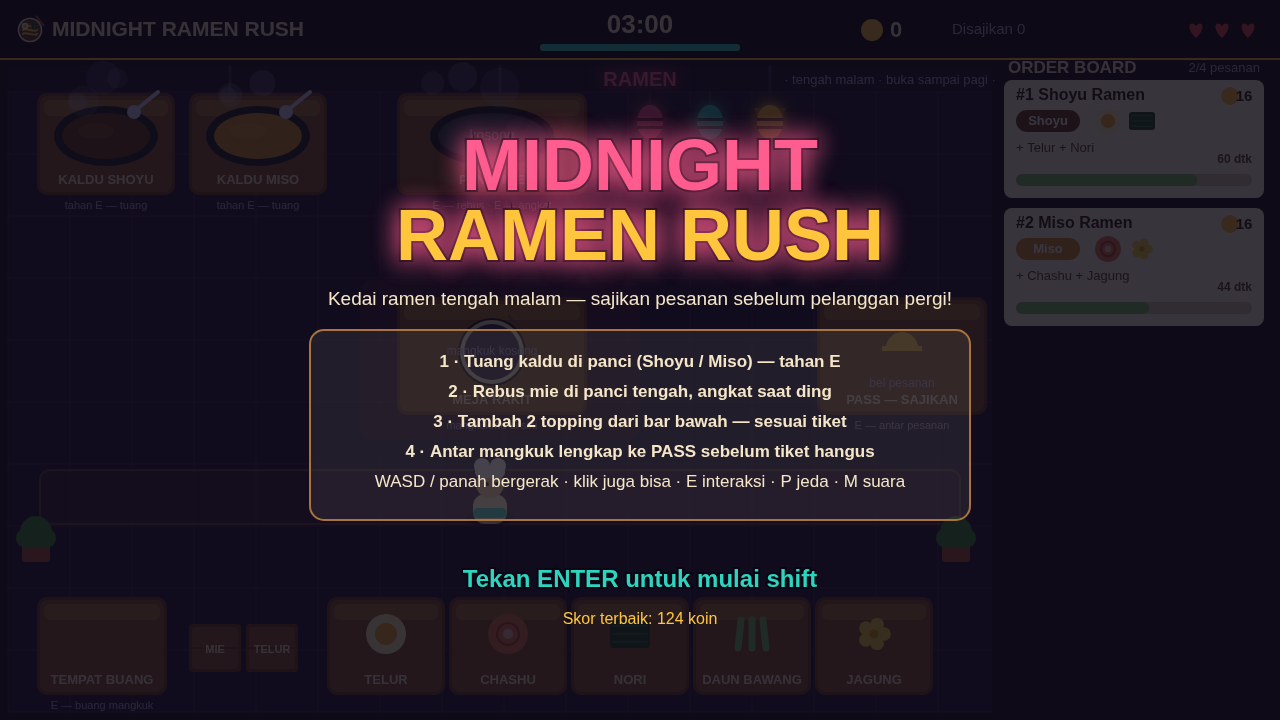 MIDNIGHT RAMEN RUSH
03:00
0
Disajikan 0
RAMEN
· tengah malam · buka sampai pagi ·
KALDU SHOYU
tahan E — tuang
KALDU MISO
tahan E — tuang
ORDER BOARD
2/4 pesanan
#1 Shoyu Ramen
16
Shoyu
+ Telur + Nori
60 dtk
#2 Miso Ramen
16
Miso
+ Chashu + Jagung
44 dtk
MIDNIGHT
RAMEN RUSH
Kedai ramen tengah malam — sajikan pesanan sebelum pelanggan pergi!
mangkuk kosong
MEJA RAKIT
bel pesanan
PASS — SAJIKAN
E — antar pesanan
1 · Tuang kaldu di panci (Shoyu / Miso) — tahan E
2 · Rebus mie di panci tengah, angkat saat ding
3 · Tambah 2 topping dari bar bawah — sesuai tiket
4 · Antar mangkuk lengkap ke PASS sebelum tiket hangus
WASD / panah bergerak · klik juga bisa · E interaksi · P jeda · M suara
Tekan ENTER untuk mulai shift
Skor terbaik: 124 koin
TEMPAT BUANG
E — buang mangkuk
MIE
TELUR
TELUR
CHASHU
NORI
DAUN BAWANG
JAGUNG